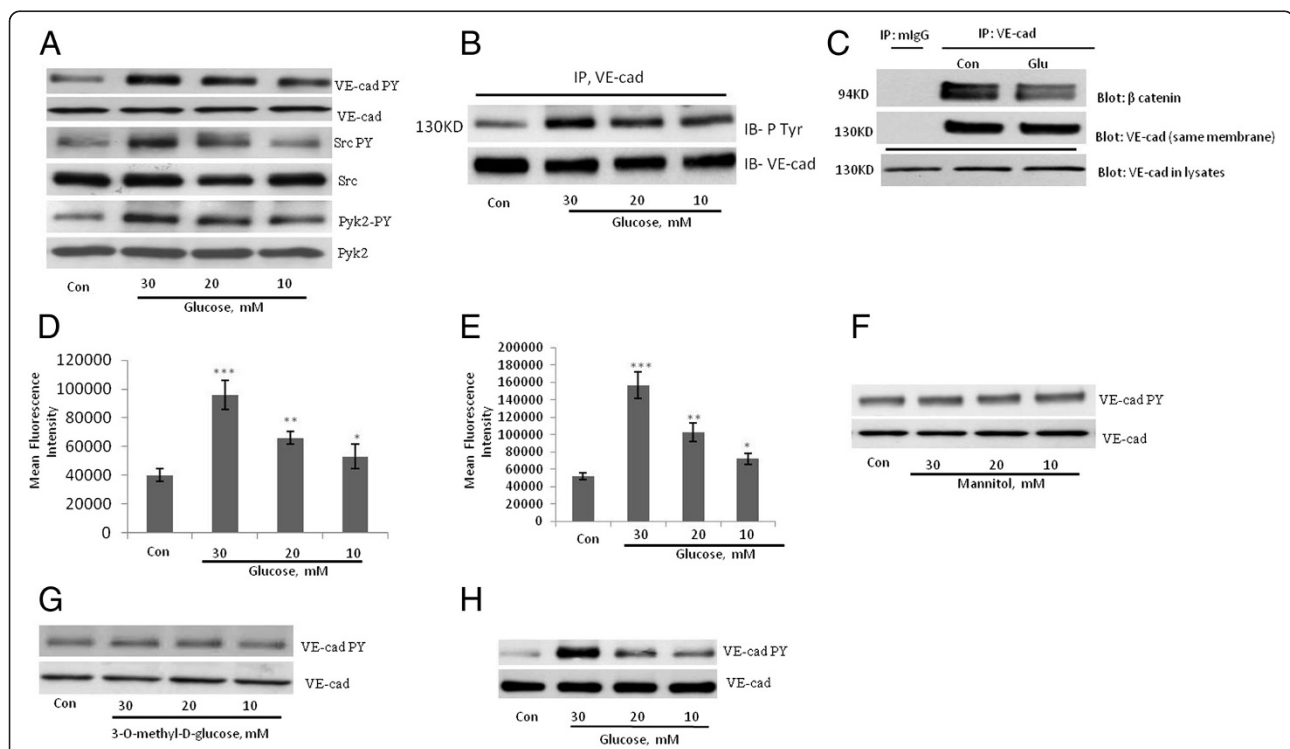 A
VE-cad PY
VE-cad
Src PY
Src
Pyk2-PY
Pyk2
Con
30 20 10
Glucose, mM
B
IP, VE-cad
130KD
IB- P Tyr
IB- VE-cad
Con
30 20 10
Glucose, mM
C
IP: mIgG IP: VE-cad
Con Glu
94KD Blot: β catenin
130KD Blot: VE-cad (same membrane)
130KD Blot: VE-cad in lysates
D
Mean Fluorescence
Intensity
120000
100000
80000
60000
40000
20000
0
***
**
*
Con 30 20 10
Glucose, mM
E
Mean Fluorescence
Intensity
200000
180000
160000
140000
120000
100000
80000
60000
40000
20000
0
***
**
*
Con 30 20 10
Glucose, mM
F
VE-cad PY
VE-cad
Con
30 20 10
Mannitol, mM
G
VE-cad PY
VE-cad
Con
30 20 10
3-O-methyl-D-glucose, mM
H
VE-cad PY
VE-cad
Con 30 20 10
Glucose, mM